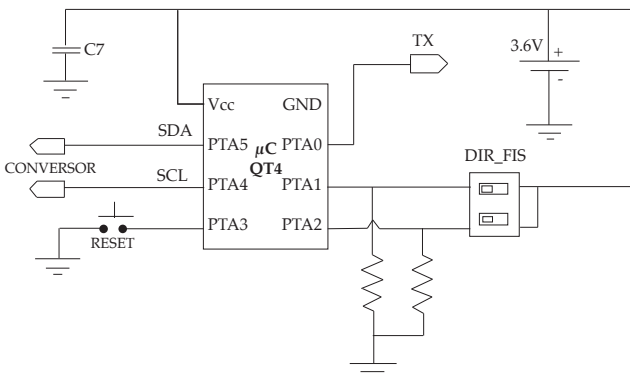 C7
TX
3.6V
+
-
Vcc
GND
SDA
PTA5
µC
PTA0
QT4
CONVERSOR
SCL
PTA4
PTA1
DIR_FIS
PTA3
PTA2
RESET